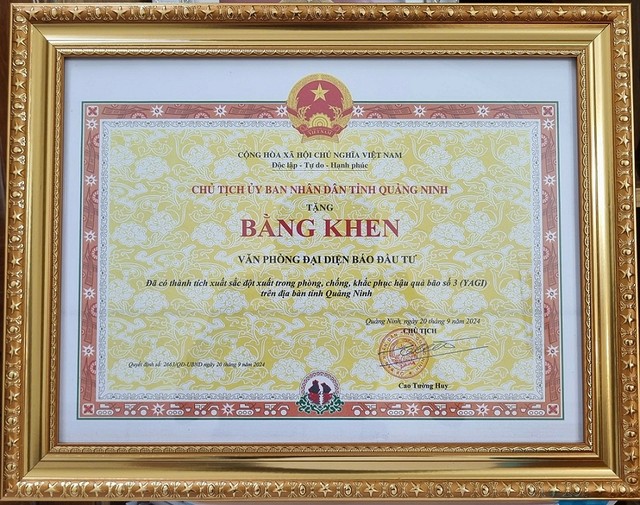 CỘNG HÒA XÃ HỘI CHỦ NGHĨA VIỆT NAM
Độc lập - Tự do - Hạnh phúc
CHỦ TỊCH ỦY BAN NHÂN DÂN TỈNH QUẢNG NINH
TẶNG
BẰNG KHEN
VĂN PHÒNG ĐẠI DIỆN BÁO ĐẦU TƯ
Đã có thành tích xuất sắc đột xuất trong phòng, chống, khắc phục hậu quả bão số 3 (YAGI)
trên địa bàn tỉnh Quảng Ninh
Quảng Ninh, ngày 20 tháng 9 năm 2024
CHỦ TỊCH
Quyết định số: 2663/QĐ-UBND ngày 20 tháng 9 năm 2024
Cao Tường Huy